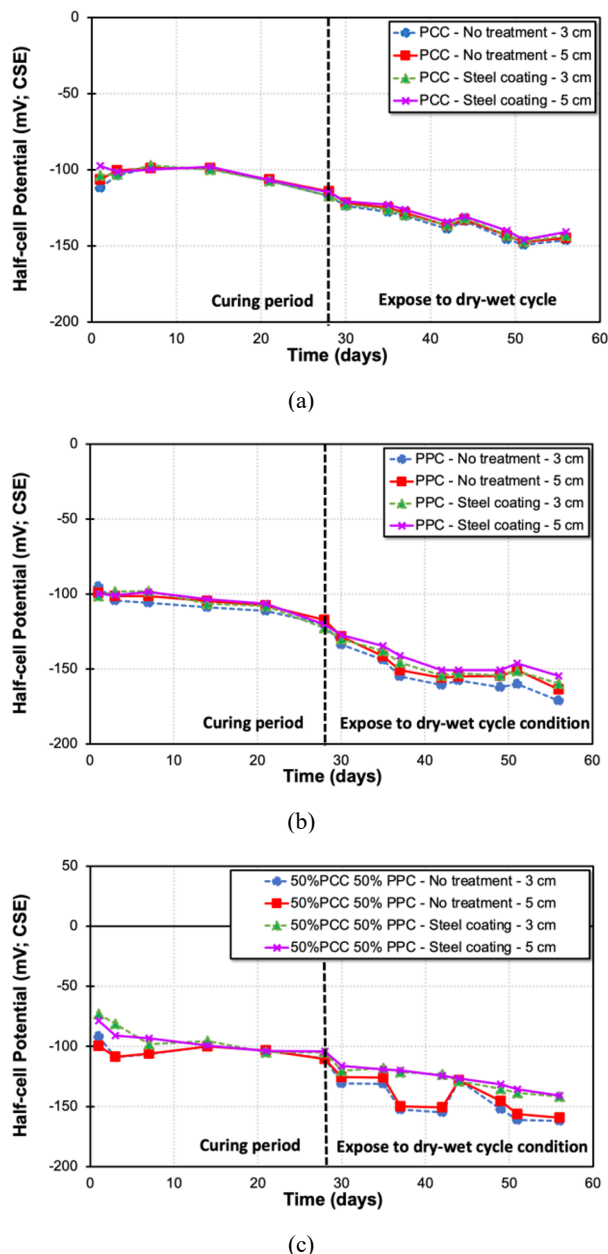 0
-50
-100
-150
-200
Half-cell Potential (mV; CSE)
PCC - No treatment - 3 cm
PCC - No treatment - 5 cm
PCC - Steel coating - 3 cm
PCC - Steel coating - 5 cm
Curing period
Expose to dry-wet cycle
0 10 20 30 40 50 60
Time (days)
(a)
0
-50
-100
-150
-200
Half-cell Potential (mV; CSE)
PPC - No treatment - 3 cm
PPC - No treatment - 5 cm
PPC - Steel coating - 3 cm
PPC - Steel coating - 5 cm
Curing period
Expose to dry-wet cycle condition
0 10 20 30 40 50 60
Time (days)
(b)
50
0
-50
-100
-150
-200
Half-cell Potential (mV; CSE)
50%PCC 50% PPC - No treatment - 3 cm
50%PCC 50% PPC - No treatment - 5 cm
50%PCC 50% PPC - Steel coating - 3 cm
50%PCC 50% PPC - Steel coating - 5 cm
Curing period
Expose to dry-wet cycle condition
0 10 20 30 40 50 60
Time (days)
(c)